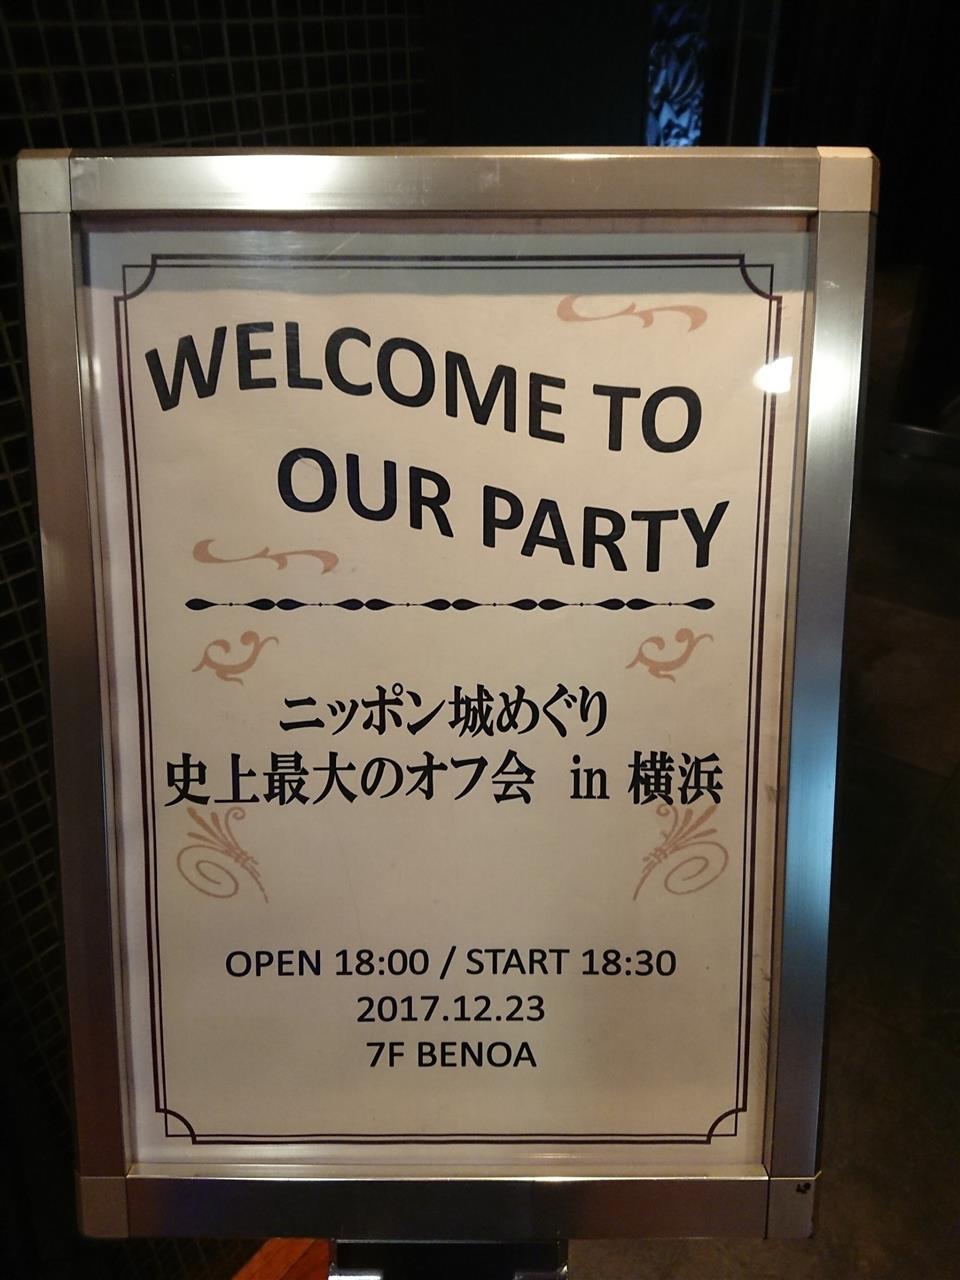 WELCOME TO
OUR PARTY
ニッポン城めぐり
史上最大のオフ会 in 横浜
OPEN 18:00 / START 18:30
2017.12.23
7F BENOA